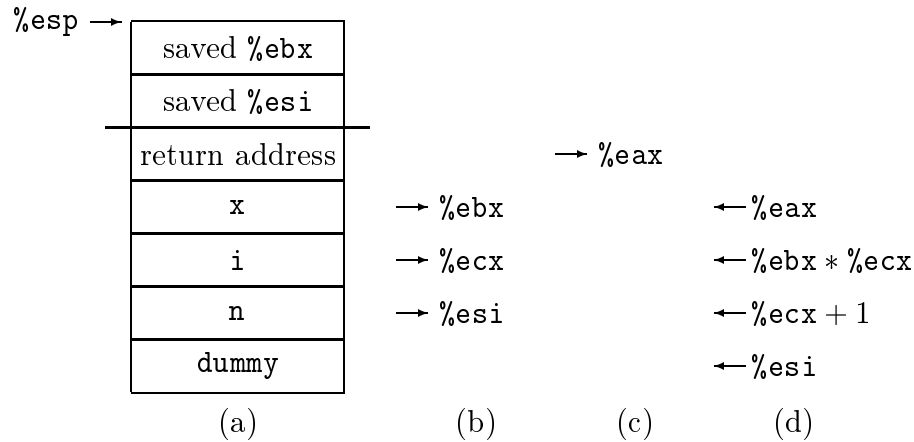 %esp
saved %ebx
saved %esi
return address → %eax
x → %ebx ← %eax
i → %ecx ← %ebx * %ecx
n → %esi ← %ecx + 1
dummy ← %esi
(a) (b) (c) (d)